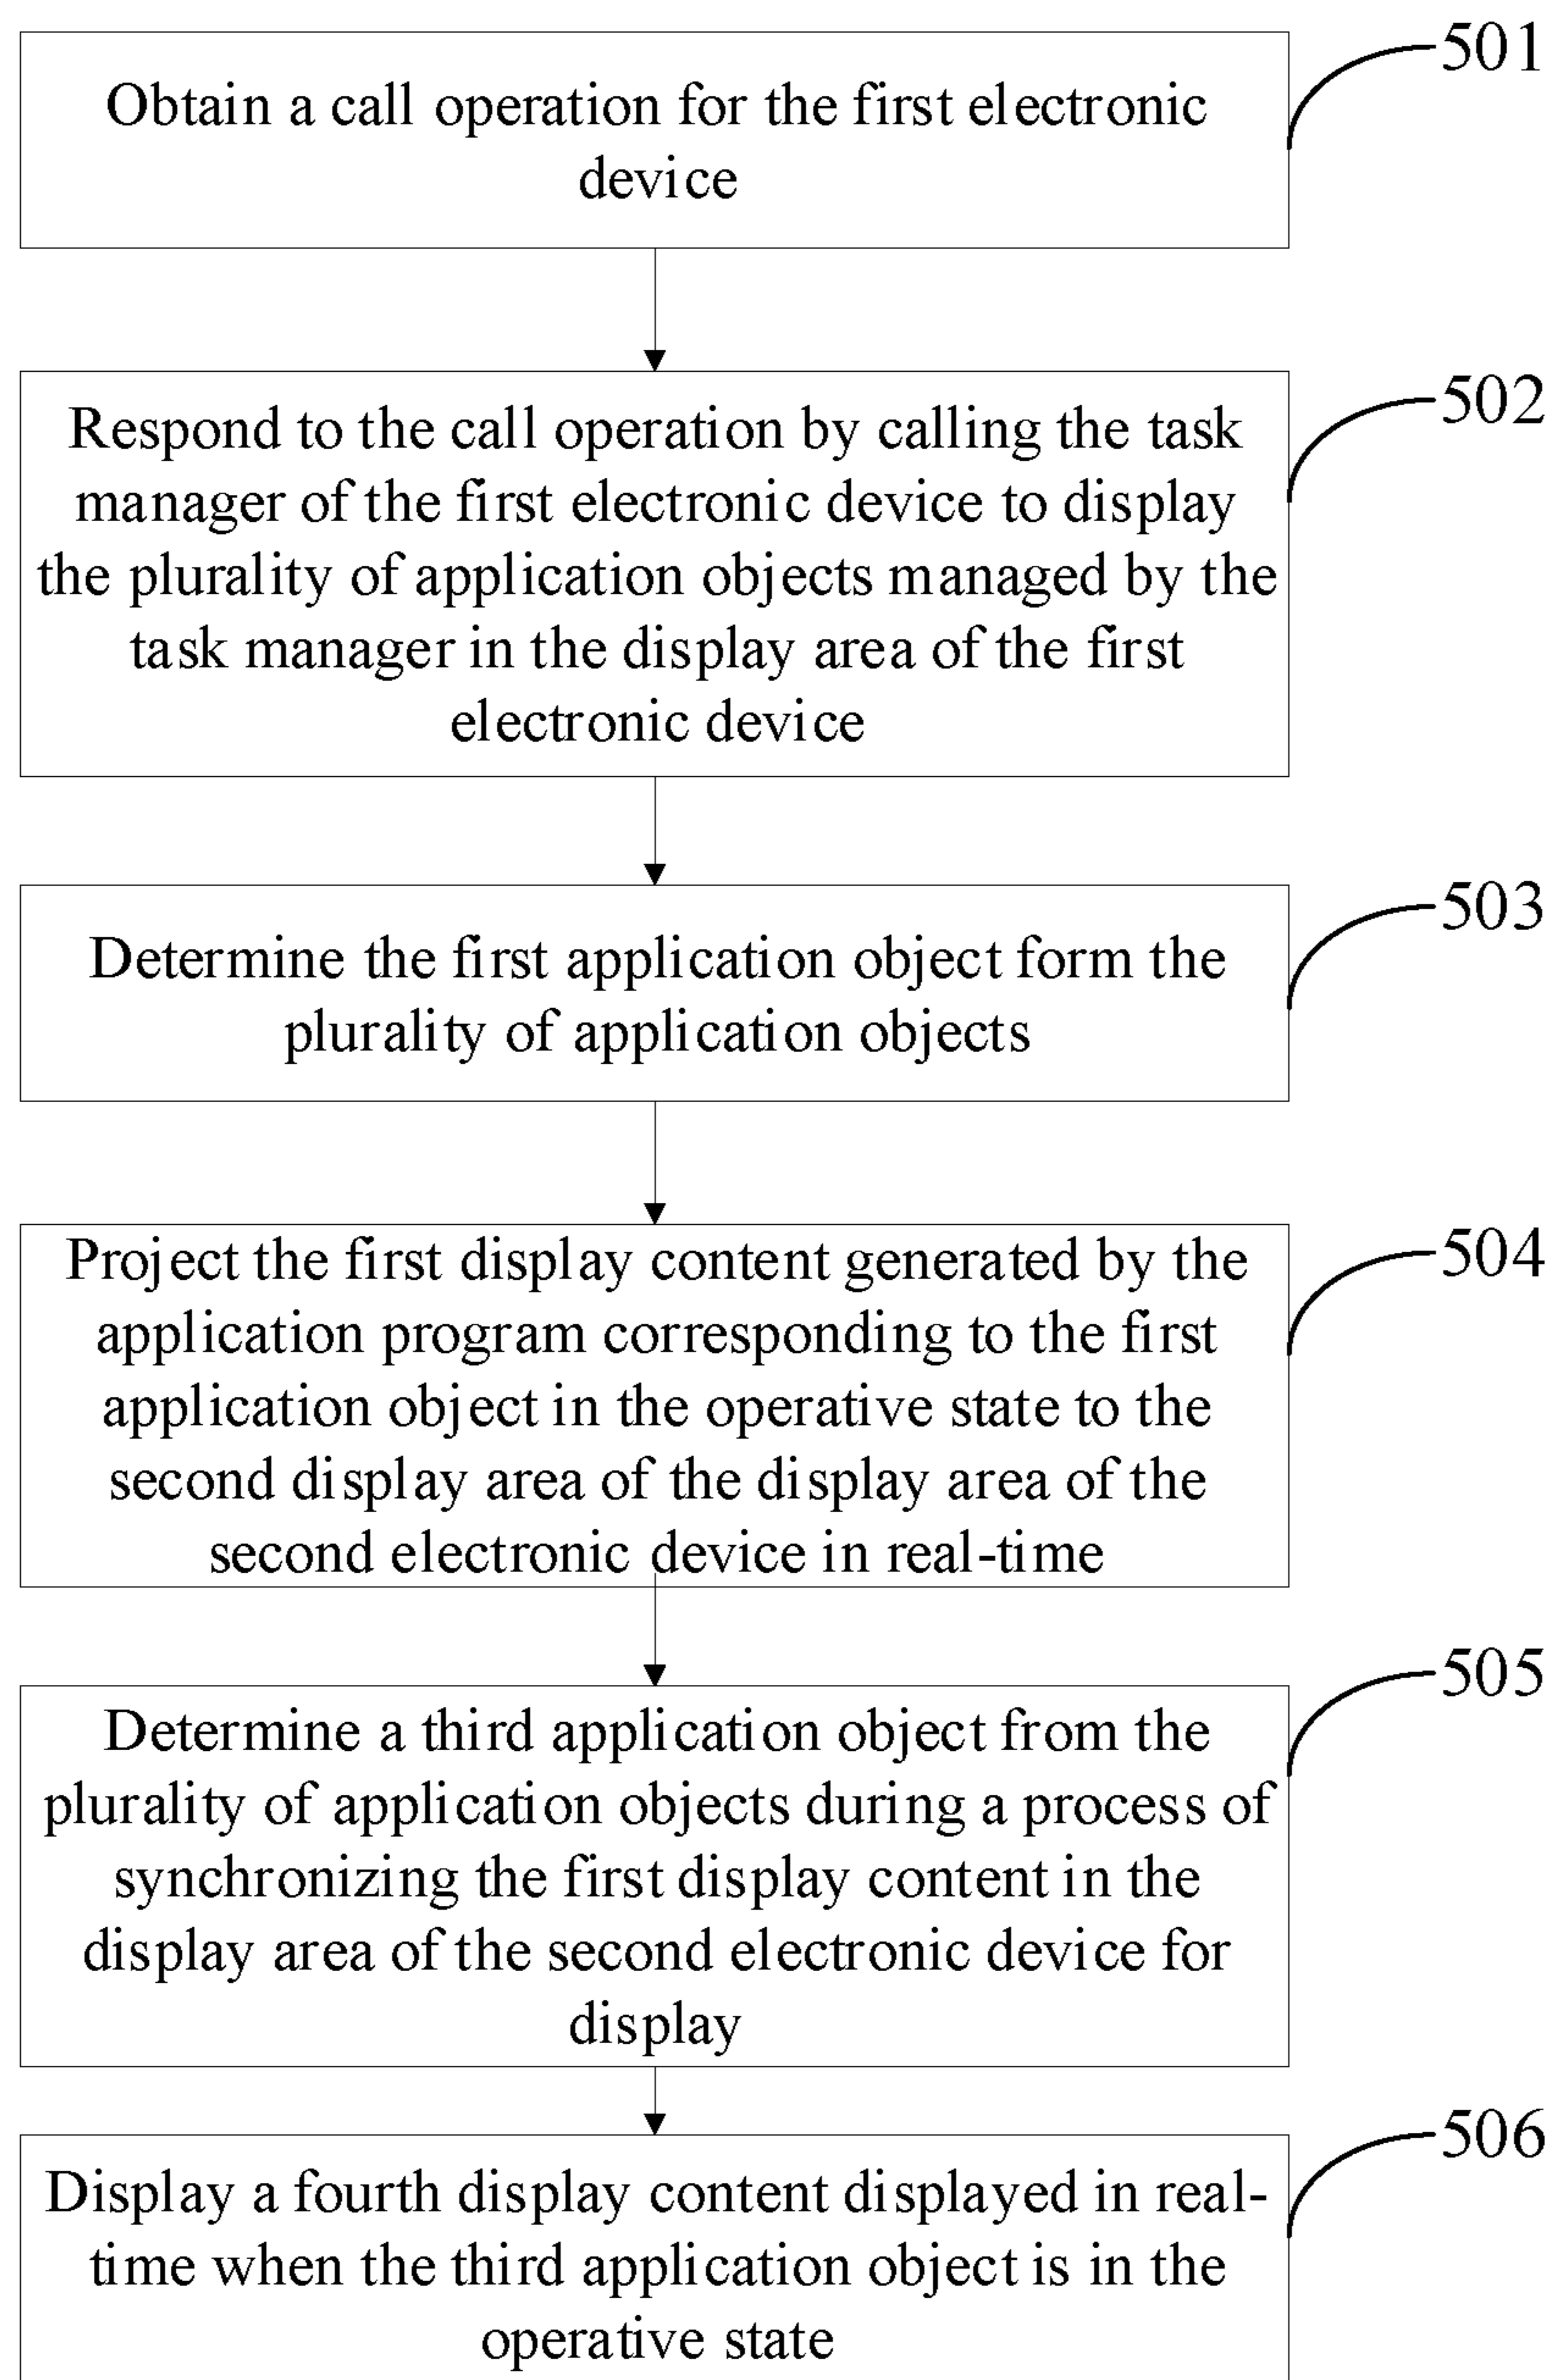 501
Obtain a call operation for the first electronic
device
502
Respond to the call operation by calling the task
manager of the first electronic device to display
the plurality of application objects managed by the
task manager in the display area of the first
electronic device
503
Determine the first application object form the
plurality of application objects
504
Project the first display content generated by the
application program corresponding to the first
application object in the operative state to the
second display area of the display area of the
second electronic device in real-time
505
Determine a third application object from the
plurality of application objects during a process of
synchronizing the first display content in the
display area of the second electronic device for
display
506
Display a fourth display content displayed in real-
time when the third application object is in the
operative state